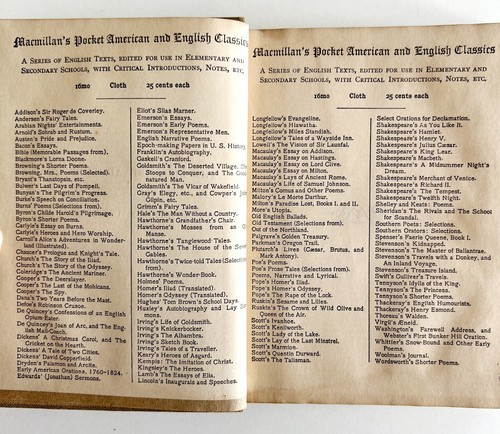 Macmillan's Pocket American and English Classics
A SERIES OF ENGLISH TEXTS, EDITED FOR USE IN ELEMENTARY AND
SECONDARY SCHOOLS, WITH CRITICAL INTRODUCTIONS, NOTES, ETC.
16mo Cloth 25 cents each
Addison's Sir Roger de Coverley.
Andersen's Fairy Tales.
Arabian Nights' Entertainments.
Arnold's Sohrab and Rustum.
Austen's Pride and Prejudice.
Bacon's Essays.
Bible (Memorable Passages from).
Blackmore's Lorna Doone.
Browning's Shorter Poems.
Browning, Mrs., Poems (Selected).
Bryant's Thanatopsis, etc.
Bulwer's Last Days of Pompeii.
Bunyan's The Pilgrim's Progress.
Burke's Speech on Conciliation.
Burns' Poems (Selections from).
Byron's Childe Harold's Pilgrimage.
Byron's Shorter Poems.
Carlyle's Essay on Burns.
Carlyle's Heroes and Hero Worship.
Carroll's Alice's Adventures in Wonder-
land (Illustrated).
Chaucer's Prologue and Knight's Tale.
Church's The Story of the Iliad.
Church's The Story of the Odyssey.
Coleridge's The Ancient Mariner.
Cooper's The Deerslayer.
Cooper's The Last of the Mohicans.
Cooper's The Spy.
Dana's Two Years Before the Mast.
Defoe's Robinson Crusoe.
De Quincey's Confessions of an English
Opium Eater.
De Quincey's Joan of Arc, and The Eng-
lish Mail-Coach.
Dickens' A Christmas Carol, and The
Cricket on the Hearth.
Dickens' A Tale of Two Cities.
Dickens' David Copperfield.
Dryden's Palamon and Arcite.
Early American Orations, 1760-1824.
Edwards' (Jonathan) Sermons.
Eliot's Silas Marner.
Emerson's Essays.
Emerson's Early Poems.
Emerson's Representative Men.
English Narrative Poems.
Epoch-making Papers in U. S. History.
Franklin's Autobiography.
Gaskell's Cranford.
Goldsmith's The Deserted Village, She
Stoops to Conquer, and The Good-
Goldsmith's The Vicar of Wakefield.
Gray's Elegy, etc., and Cowper's John
Gilpin, etc.
Grimm's Fairy Tales.
Hale's The Man Without a Country.
Hawthorne's Grandfather's Chair.
Hawthorne's Mosses from an Old
Manse.
Hawthorne's Tanglewood Tales.
Hawthorne's The House of the Seven
Gables.
Hawthorne's Twice-told Tales (Selections
from).
Hawthorne's Wonder-Book.
Holmes' Poems.
Homer's Iliad (Translated).
Homer's Odyssey (Translated).
Hughes' Tom Brown's School Days.
Huxley's Autobiography and Lay Ser-
mons.
Irving's Life of Goldsmith.
Irving's Knickerbocker.
Irving's The Alhambra.
Irving's Sketch Book.
Irving's Tales of a Traveller.
Keary's Heroes of Asgard.
Kempis: The Imitation of Christ.
Kingsley's The Heroes.
Lamb's The Essays of Elia.
Lincoln's Inaugurals and Speeches.
Macmillan's Pocket American and English Classics
A SERIES OF ENGLISH TEXTS, EDITED FOR USE IN ELEMENTARY AND
SECONDARY SCHOOLS, WITH CRITICAL INTRODUCTIONS, NOTES, ETC.
16mo Cloth 25 cents each
Longfellow's Evangeline.
Longfellow's Hiawatha.
Longfellow's Miles Standish.
Longfellow's Tales of a Wayside Inn.
Lowell's The Vision of Sir Launfal.
Macaulay's Essay on Addison.
Macaulay's Essay on Hastings.
Macaulay's Essay on Lord Clive.
Macaulay's Essay on Milton.
Macaulay's Lays of Ancient Rome.
Macaulay's Life of Samuel Johnson.
Milton's Comus and Other Poems.
Malory's Le Morte Darthur.
Milton's Paradise Lost, Books I. and II.
More's Utopia.
Old English Ballads.
Old Testament (Selections from).
Out of the Northland.
Palgrave's Golden Treasury.
Parkman's Oregon Trail.
Plutarch's Lives (Cæsar, Brutus, and
Mark Antony).
Poe's Poems.
Poe's Prose Tales (Selections from).
Poems, Narrative and Lyrical.
Pope's Homer's Iliad.
Pope's Homer's Odyssey.
Pope's The Rape of the Lock.
Ruskin's Sesame and Lilies.
Ruskin's The Crown of Wild Olive and
Queen of the Air.
Scott's Ivanhoe.
Scott's Kenilworth.
Scott's Lady of the Lake.
Scott's Lay of the Last Minstrel.
Scott's Marmion.
Scott's Quentin Durward.
Scott's The Talisman.
Select Orations for Declamation.
Shakespeare's As You Like It.
Shakespeare's Hamlet.
Shakespeare's Henry V.
Shakespeare's Julius Cæsar.
Shakespeare's King Lear.
Shakespeare's Macbeth.
Shakespeare's A Midsummer Night's
Dream.
Shakespeare's Merchant of Venice.
Shakespeare's Richard II.
Shakespeare's The Tempest.
Shakespeare's Twelfth Night.
Shelley and Keats: Poems.
Sheridan's The Rivals and The School
for Scandal.
Southern Poets: Selections.
Southern Orators: Selections.
Spenser's Faerie Queene, Book I.
Stevenson's Kidnapped.
Stevenson's The Master of Ballantrae.
Stevenson's Travels with a Donkey, and
An Inland Voyage.
Stevenson's Treasure Island.
Swift's Gulliver's Travels.
Tennyson's Idylls of the King.
Tennyson's The Princess.
Tennyson's Shorter Poems.
Thackeray's English Humourists.
Thackeray's Henry Esmond.
Thoreau's Walden.
Virgil's Æneid.
Washington's Farewell Address, and
Webster's First Bunker Hill Oration.
Whittier's Snow-Bound and Other Early
Poems.
Woolman's Journal.
Wordsworth's Shorter Poems.